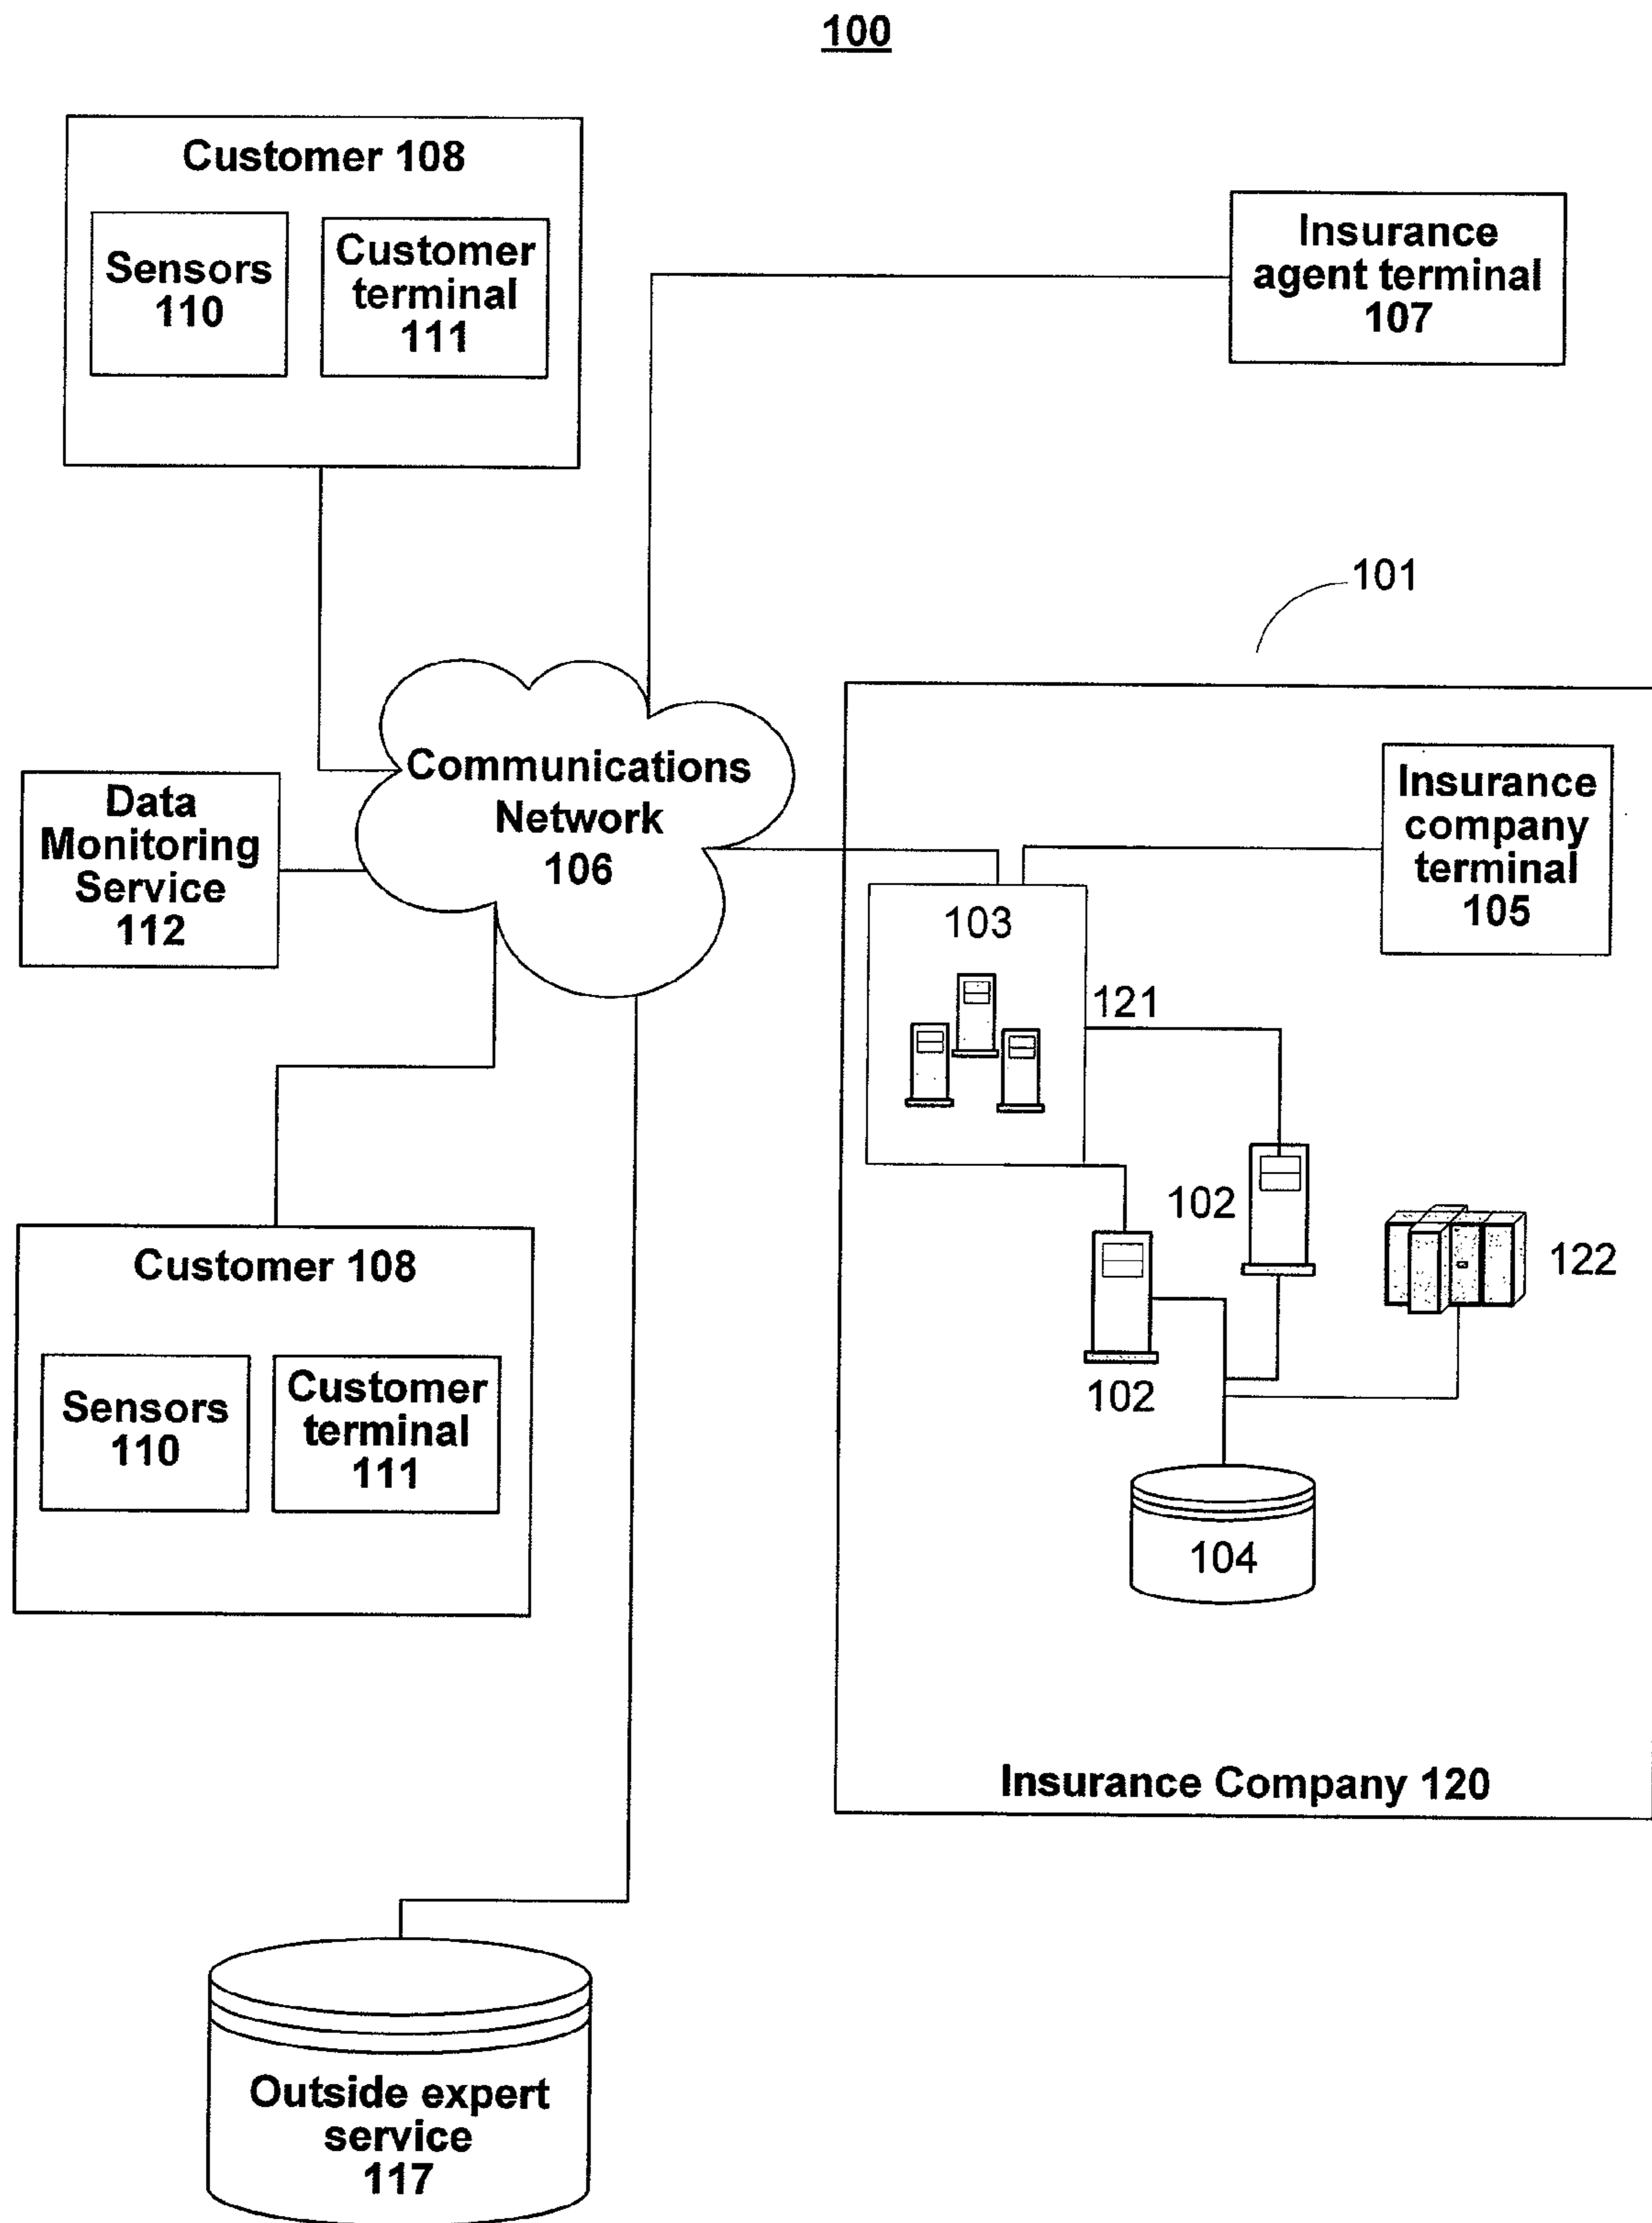 100
Customer 108
Sensors
110
Customer
terminal
111
Insurance
agent terminal
107
101
Communications
Network
106
Data
Monitoring
Service
112
Insurance
company
terminal
105
103
121
102
102
122
104
Customer 108
Sensors
110
Customer
terminal
111
Insurance Company 120
Outside expert
service
117